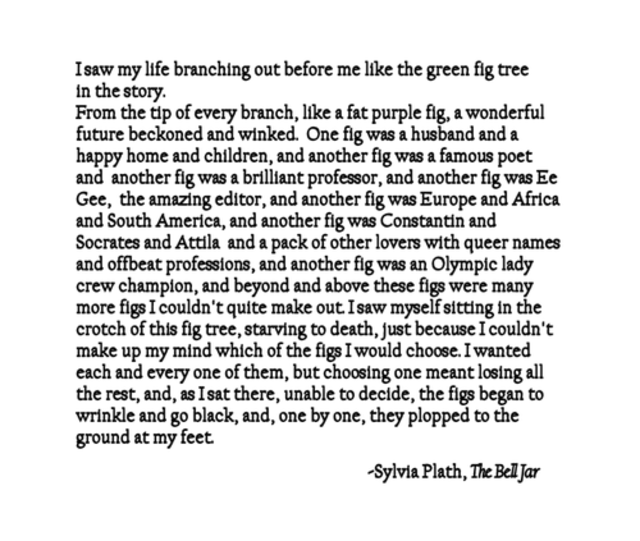 I saw my life branching out before me like the green fig tree
in the story.
From the tip of every branch, like a fat purple fig, a wonderful
future beckoned and winked. One fig was a husband and a
happy home and children, and another fig was a famous poet
and another fig was a brilliant professor, and another fig was Ee
Gee, the amazing editor, and another fig was Europe and Africa
and South America, and another fig was Constantin and
Socrates and Attila and a pack of other lovers with queer names
and offbeat professions, and another fig was an Olympic lady
crew champion, and beyond and above these figs were many
more figs I couldn't quite make out. I saw myself sitting in the
crotch of this fig tree, starving to death, just because I couldn't
make up my mind which of the figs I would choose. I wanted
each and every one of them, but choosing one meant losing all
the rest, and, as I sat there, unable to decide, the figs began to
wrinkle and go black, and, one by one, they plopped to the
ground at my feet.
-Sylvia Plath, The Bell Jar